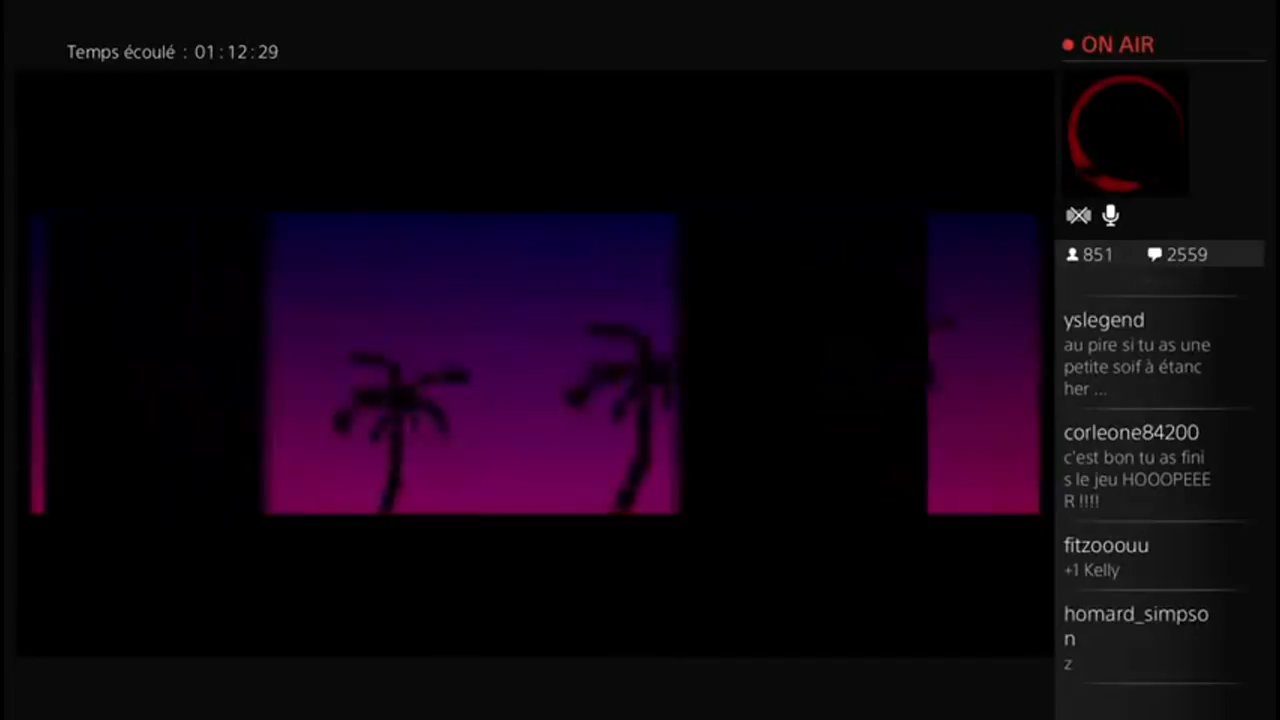 Temps écoulé : 01:12:29
ON AIR
851 2559
yslegend
au pire si tu as une
petite soif à étanc
her ...
corleone84200
c'est bon tu as fini
s le jeu HOOOPEEE
R !!!!
fitzooouu
+1 Kelly
homard_simpso
n
z